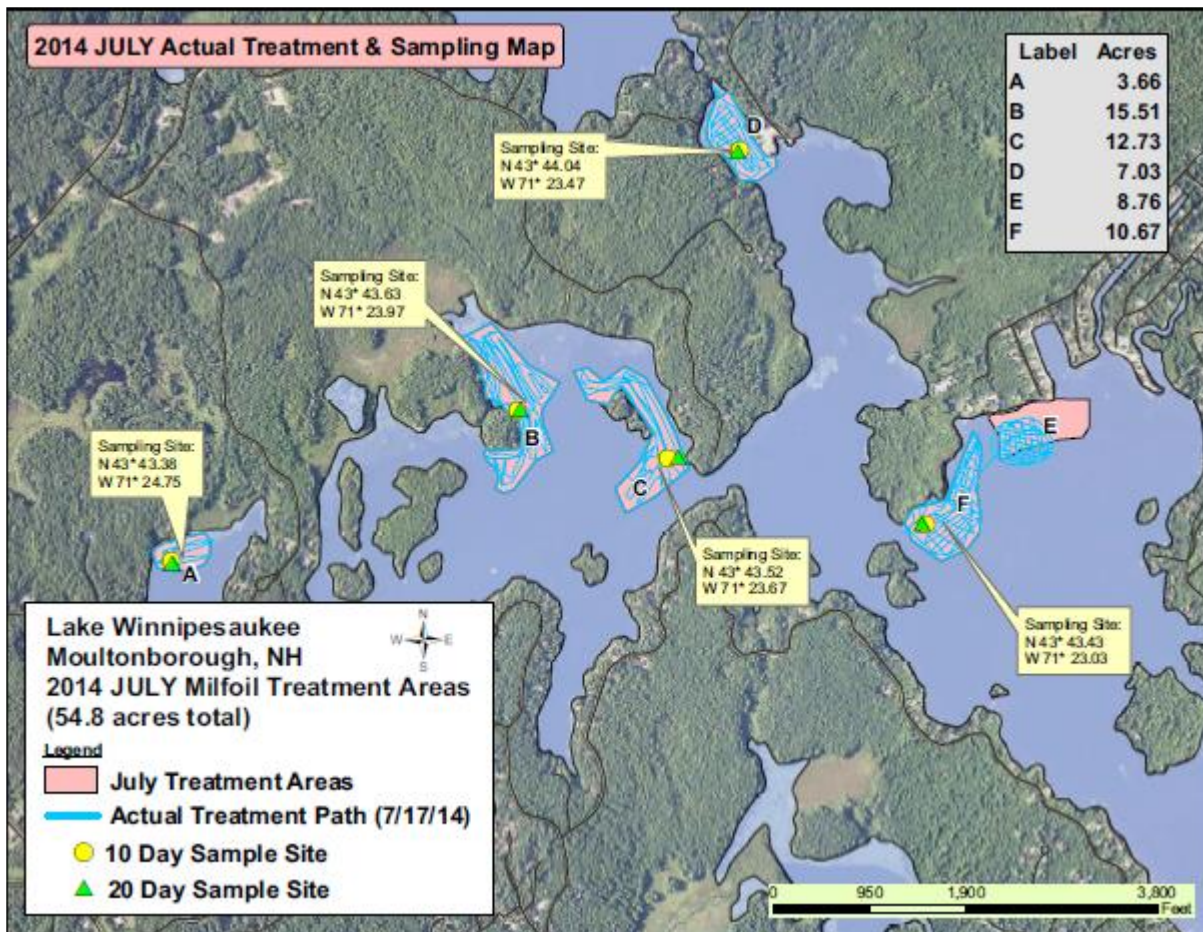 2014 JULY Actual Treatment & Sampling Map
Label Acres
A 3.66
B 15.51
C 12.73
D 7.03
E 8.76
F 10.67
D
Sampling Site:
N 43* 44.04
W 71* 23.47
Sampling Site:
N 43* 43.63
W 71* 23.97
B
E
Sampling Site:
N 43* 43.38
W 71* 24.75
C
F
A
Sampling Site:
N 43* 43.52
W 71* 23.67
Sampling Site:
N 43* 43.43
W 71* 23.03
Lake Winnipesaukee
Moultonborough, NH
2014 JULY Milfoil Treatment Areas
(54.8 acres total)
N
W E
S
Legend
July Treatment Areas
Actual Treatment Path (7/17/14)
10 Day Sample Site
20 Day Sample Site
0 950 1,900 3,800
Feet